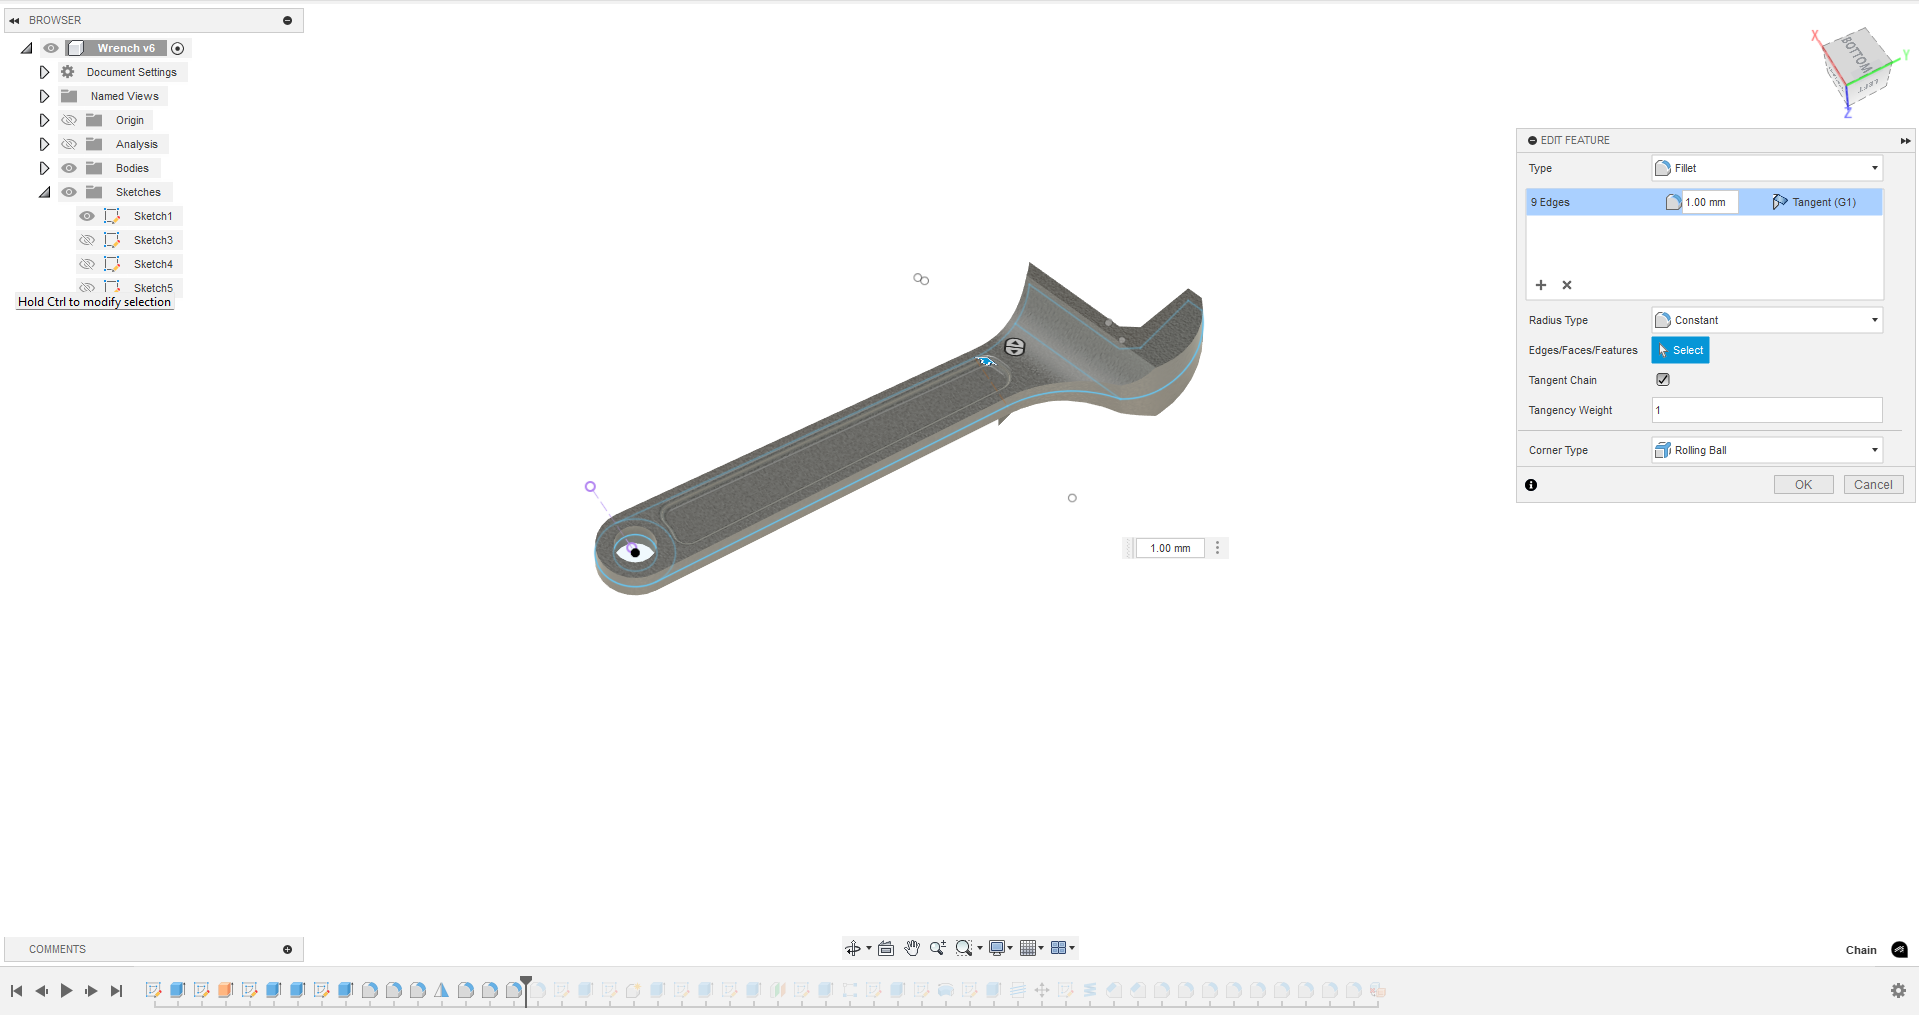 BROWSER
Wrench v6
Document Settings
Named Views
Origin
Analysis
Bodies
Sketches
Sketch1
Sketch3
Sketch4
Sketch5
Hold Ctrl to modify selection
X
Y
Z
BOTTOM
LEFT
EDIT FEATURE
Type Fillet
9 Edges 1.00 mm Tangent (G1)
Radius Type Constant
Edges/Faces/Features Select
Tangent Chain
Tangency Weight 1
Corner Type Rolling Ball
OK Cancel
1.00 mm
COMMENTS
Chain